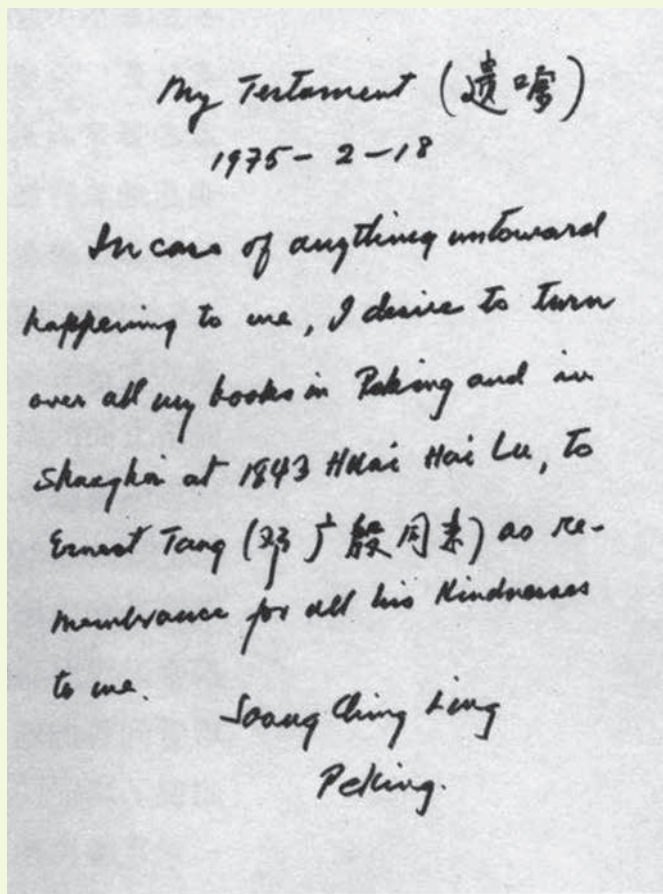 My Testament (遗嘱)
1975-2-18
In case of anything untoward
happening to me, I desire to turn
over all my books in Peking and in
Shanghai at 1843 Huai Hai Lu, to
Ernest Tang (邓广殷同志) as re-
membrance for all his kindnesses
to me.
Soong Ching Ling
Peking.